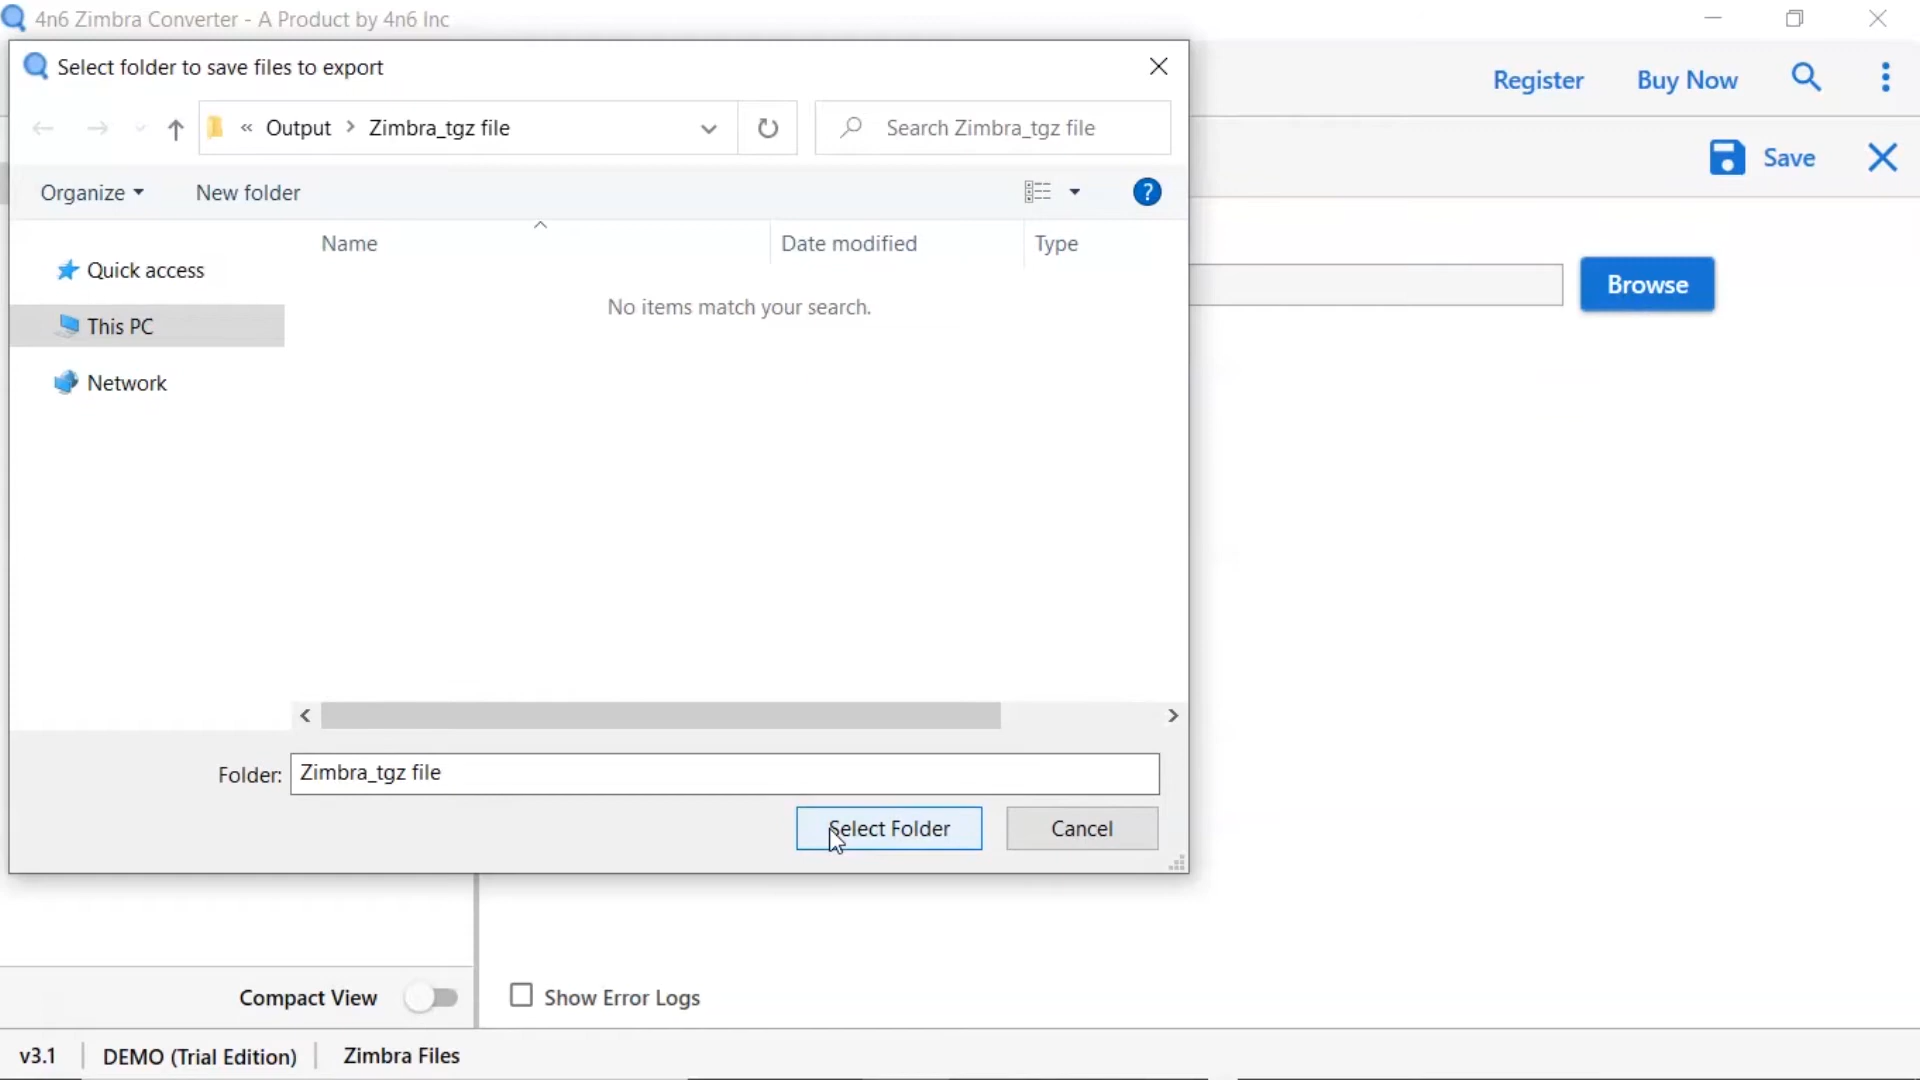 4n6 Zimbra Converter - A Product by 4n6 Inc
Select folder to save files to export
Register Buy Now
« Output > Zimbra_tgz file
Search Zimbra_tgz file
Save
Organize New folder
?
Name Date modified Type
Quick access
No items match your search.
Browse
This PC
Network
Folder: Zimbra_tgz file
Select Folder Cancel
Compact View Show Error Logs
v3.1 DEMO (Trial Edition) Zimbra Files